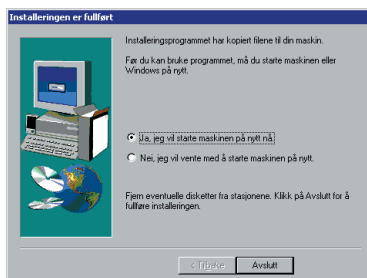 Installeringen er fullført
Installeringsprogrammet har kopiert filene til din maskin.
Før du kan bruke programmet, må du starte maskinen eller
Windows på nytt.
Ja, jeg vil starte maskinen på nytt nå.
Nei, jeg vil vente med å starte maskinen på nytt.
Fjern eventuelle disketter fra stasjonene. Klikk på Avslutt for å
fullføre installeringen.
< Tilbake Avslutt